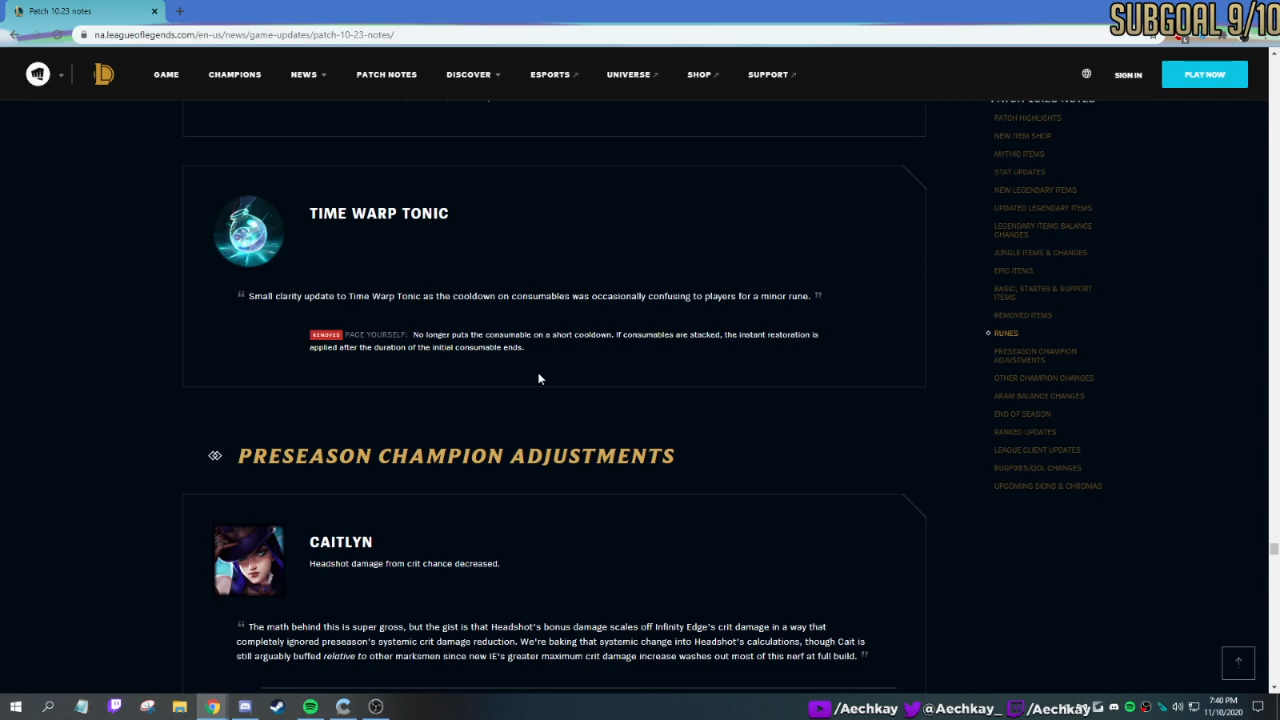 Patch 10.23 notes
SUBGOAL 9/10
na.leagueoflegends.com/en-us/news/game-updates/patch-10-23-notes/
GAME CHAMPIONS NEWS PATCH NOTES DISCOVER ESPORTS UNIVERSE SHOP SUPPORT SIGN IN PLAY NOW
PATCH 10.23 NOTES
PATCH HIGHLIGHTS
NEW ITEM SHOP
MYTHIC ITEMS
STAT UPDATES
NEW LEGENDARY ITEMS
UPDATED LEGENDARY ITEMS
LEGENDARY ITEMS BALANCE
CHANGES
JUNGLE ITEMS & CHANGES
EPIC ITEMS
BASIC, STARTER & SUPPORT
ITEMS
REMOVED ITEMS
RUNES
PRESEASON CHAMPION
ADJUSTMENTS
OTHER CHAMPION CHANGES
ARAM BALANCE CHANGES
END OF SEASON
RANKED UPDATES
LEAGUE CLIENT UPDATES
BUGFIXES/QOL CHANGES
UPCOMING SKINS & CHROMAS
TIME WARP TONIC
“ Small clarity update to Time Warp Tonic as the cooldown on consumables was occasionally confusing to players for a minor rune. ”
REMOVED PACE YOURSELF: No longer puts the consumable on a short cooldown. If consumables are stacked, the instant restoration is
applied after the duration of the initial consumable ends.
PRESEASON CHAMPION ADJUSTMENTS
CAITLYN
Headshot damage from crit chance decreased.
“ The math behind this is super gross, but the gist is that Headshot's bonus damage scales off Infinity Edge's crit damage in a way that
completely ignored preseason's systemic crit damage reduction. We're baking that systemic change into Headshot's calculations, though Cait is
still arguably buffed relative to other marksmen since new IE's greater maximum crit damage increase washes out most of this nerf at full build. ”
/Aechkay @Aechkay_ /Aechkay
7:40 PM
11/10/2020